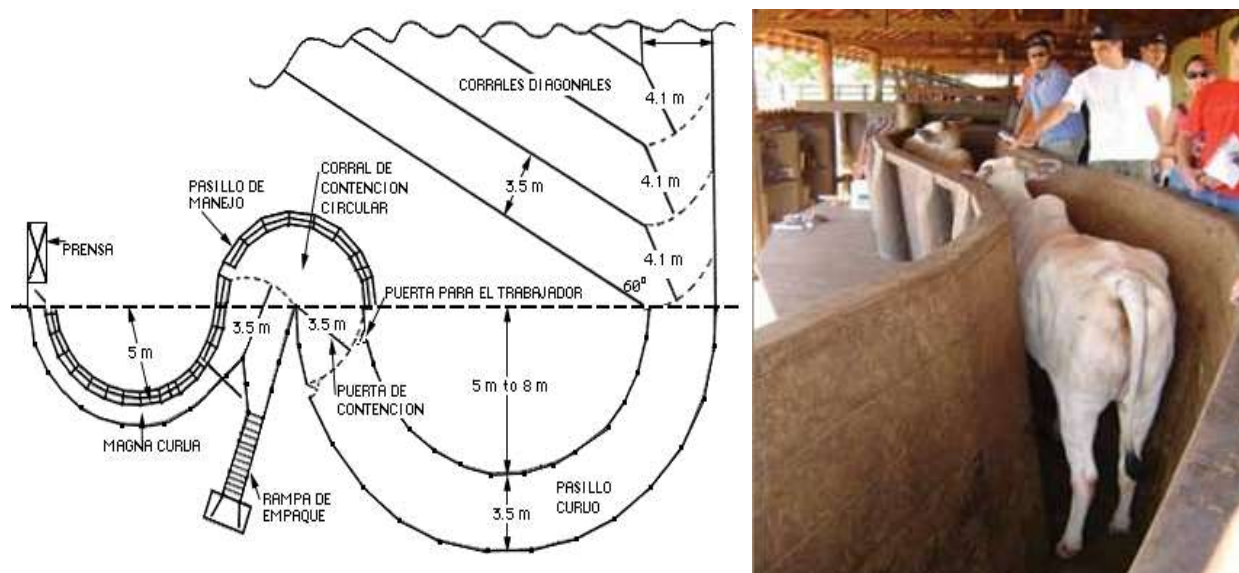 CORRALES DIAGONALES
4.1 m
CORRAL DE
CONTENCION
CIRCULAR
PASILLO DE
MANEJO
3.5 m
4.1 m
PRENSA
4.1 m
60°
PUERTA PARA EL TRABAJADOR
3.5 m
3.5 m
5 m
5 m to 8 m
PUERTA DE
CONTENCION
MAGNA CURUA
RAMPA DE
EMPAQUE
PASILLO
CURUO
3.5 m